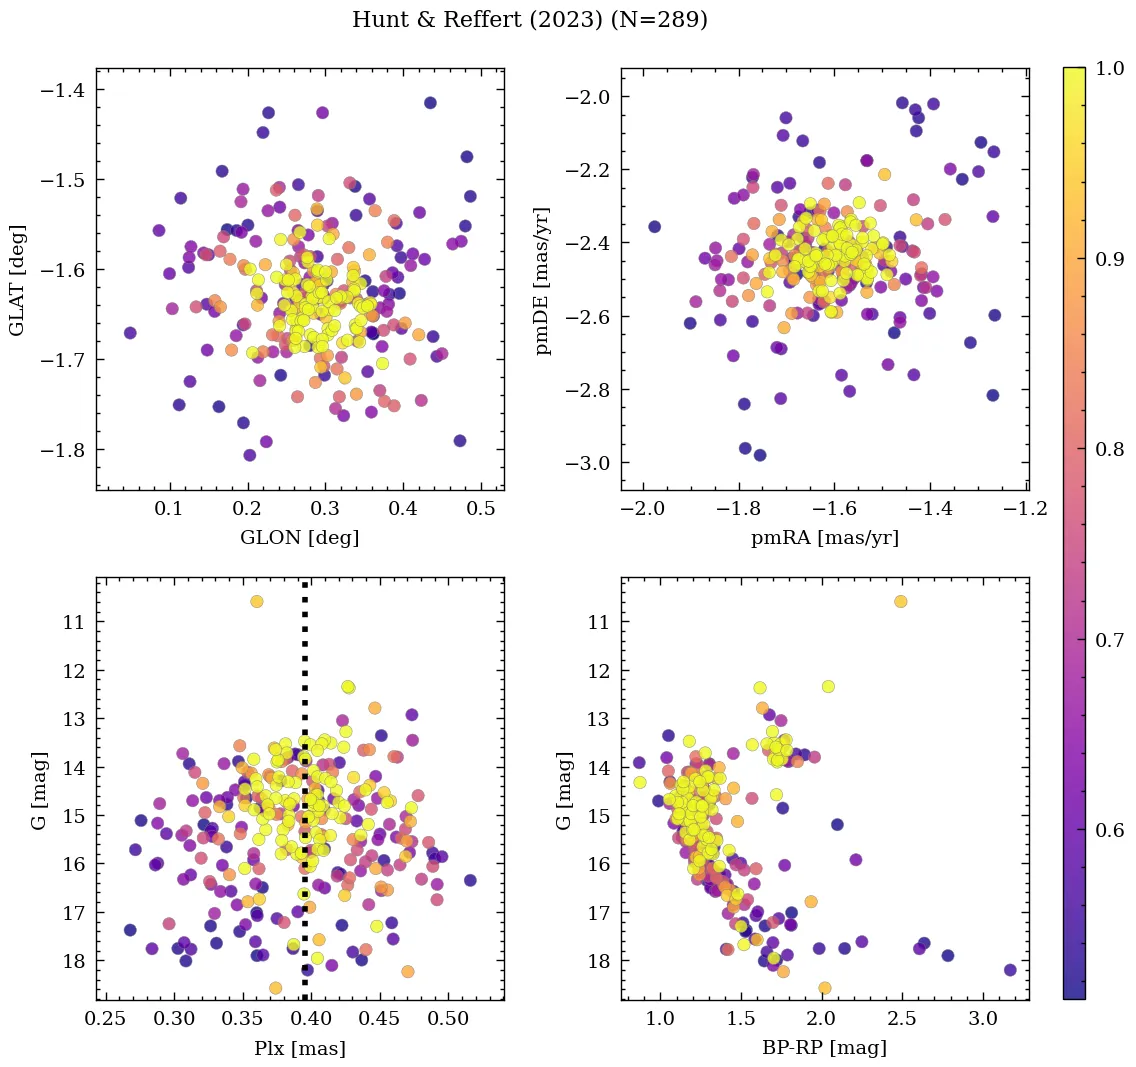 Hunt & Reffert (2023) (N=289)
−1.4
−1.5
−1.6
−1.7
−1.8
GLAT [deg]
0.1 0.2 0.3 0.4 0.5
GLON [deg]
−2.0
−2.2
−2.4
−2.6
−2.8
−3.0
pmDE [mas/yr]
−2.0 −1.8 −1.6 −1.4 −1.2
pmRA [mas/yr]
11
12
13
14
15
16
17
18
G [mag]
0.25 0.30 0.35 0.40 0.45 0.50
Plx [mas]
11
12
13
14
15
16
17
18
G [mag]
1.0 1.5 2.0 2.5 3.0
BP-RP [mag]
1.0
0.9
0.8
0.7
0.6